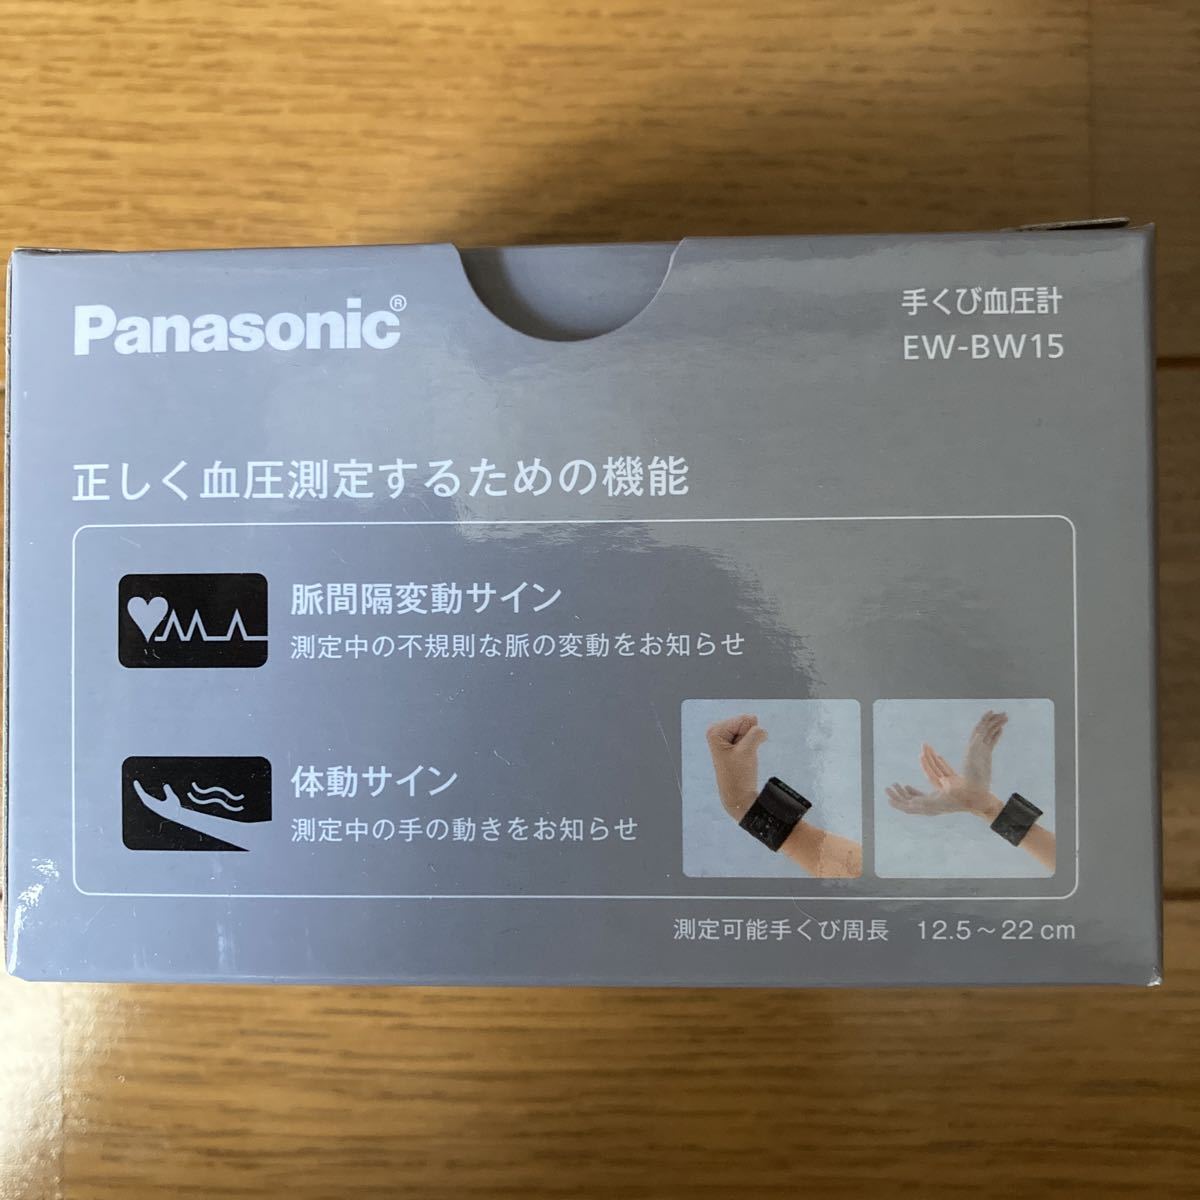 Panasonic®
手くび血圧計
EW-BW15
正しく血圧測定するための機能
脈間隔変動サイン
測定中の不規則な脈の変動をお知らせ
体動サイン
測定中の手の動きをお知らせ
測定可能手くび周長 12.5～22cm